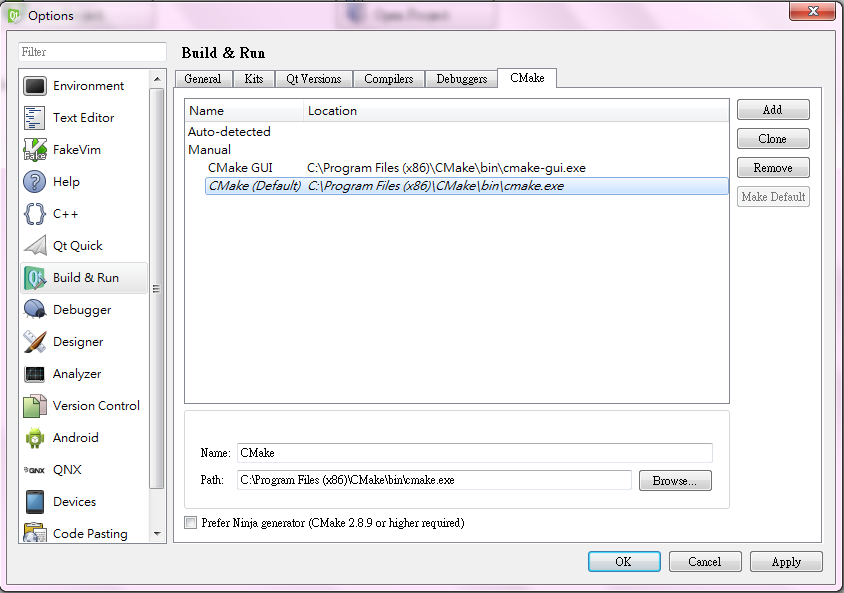 Options
Open Project
Filter
Environment
Text Editor
FakeVim
Help
C++
Qt Quick
Build & Run
Debugger
Designer
Analyzer
Version Control
Android
QNX
Devices
Code Pasting
Build & Run
General Kits Qt Versions Compilers Debuggers CMake
Name Location
Auto-detected
Manual
CMake GUI C:\Program Files (x86)\CMake\bin\cmake-gui.exe
CMake (Default) C:\Program Files (x86)\CMake\bin\cmake.exe
Add
Clone
Remove
Make Default
Name: CMake
Path: C:\Program Files (x86)\CMake\bin\cmake.exe Browse...
Prefer Ninja generator (CMake 2.8.9 or higher required)
OK Cancel Apply